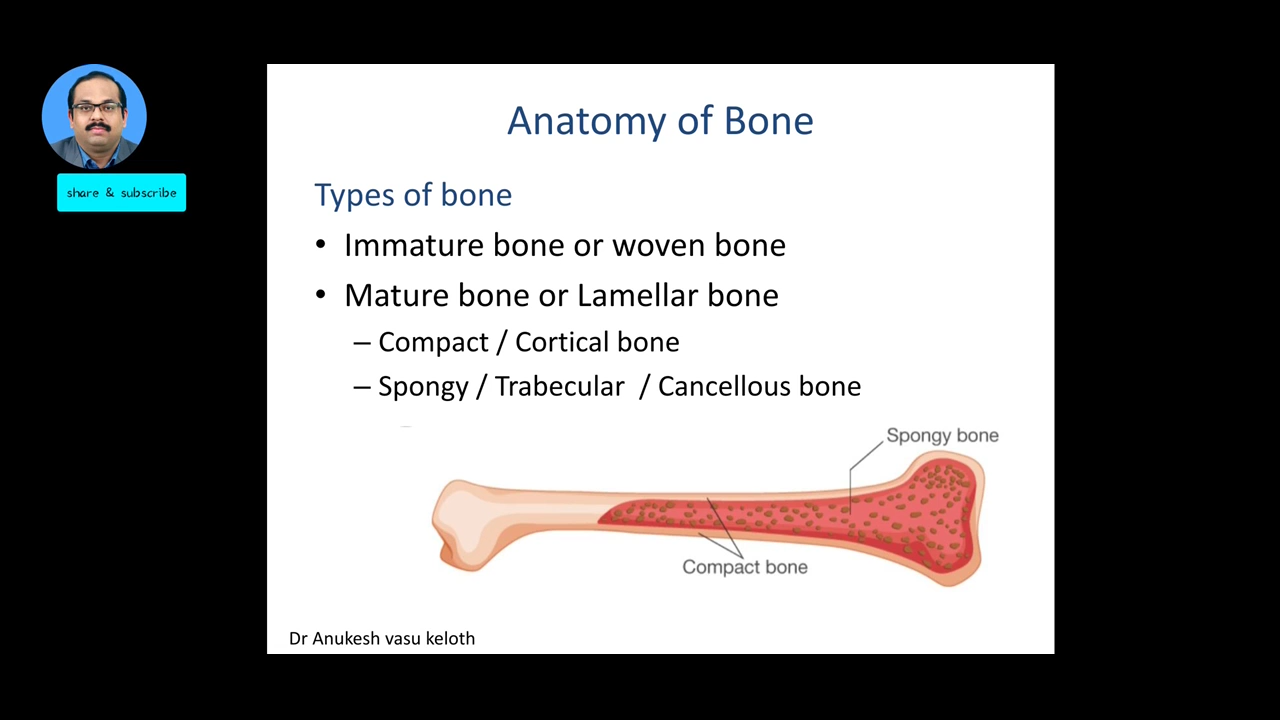 share & subscribe
Anatomy of Bone
Types of bone
• Immature bone or woven bone
• Mature bone or Lamellar bone
– Compact / Cortical bone
– Spongy / Trabecular / Cancellous bone
Spongy bone
Compact bone
Dr Anukesh vasu keloth